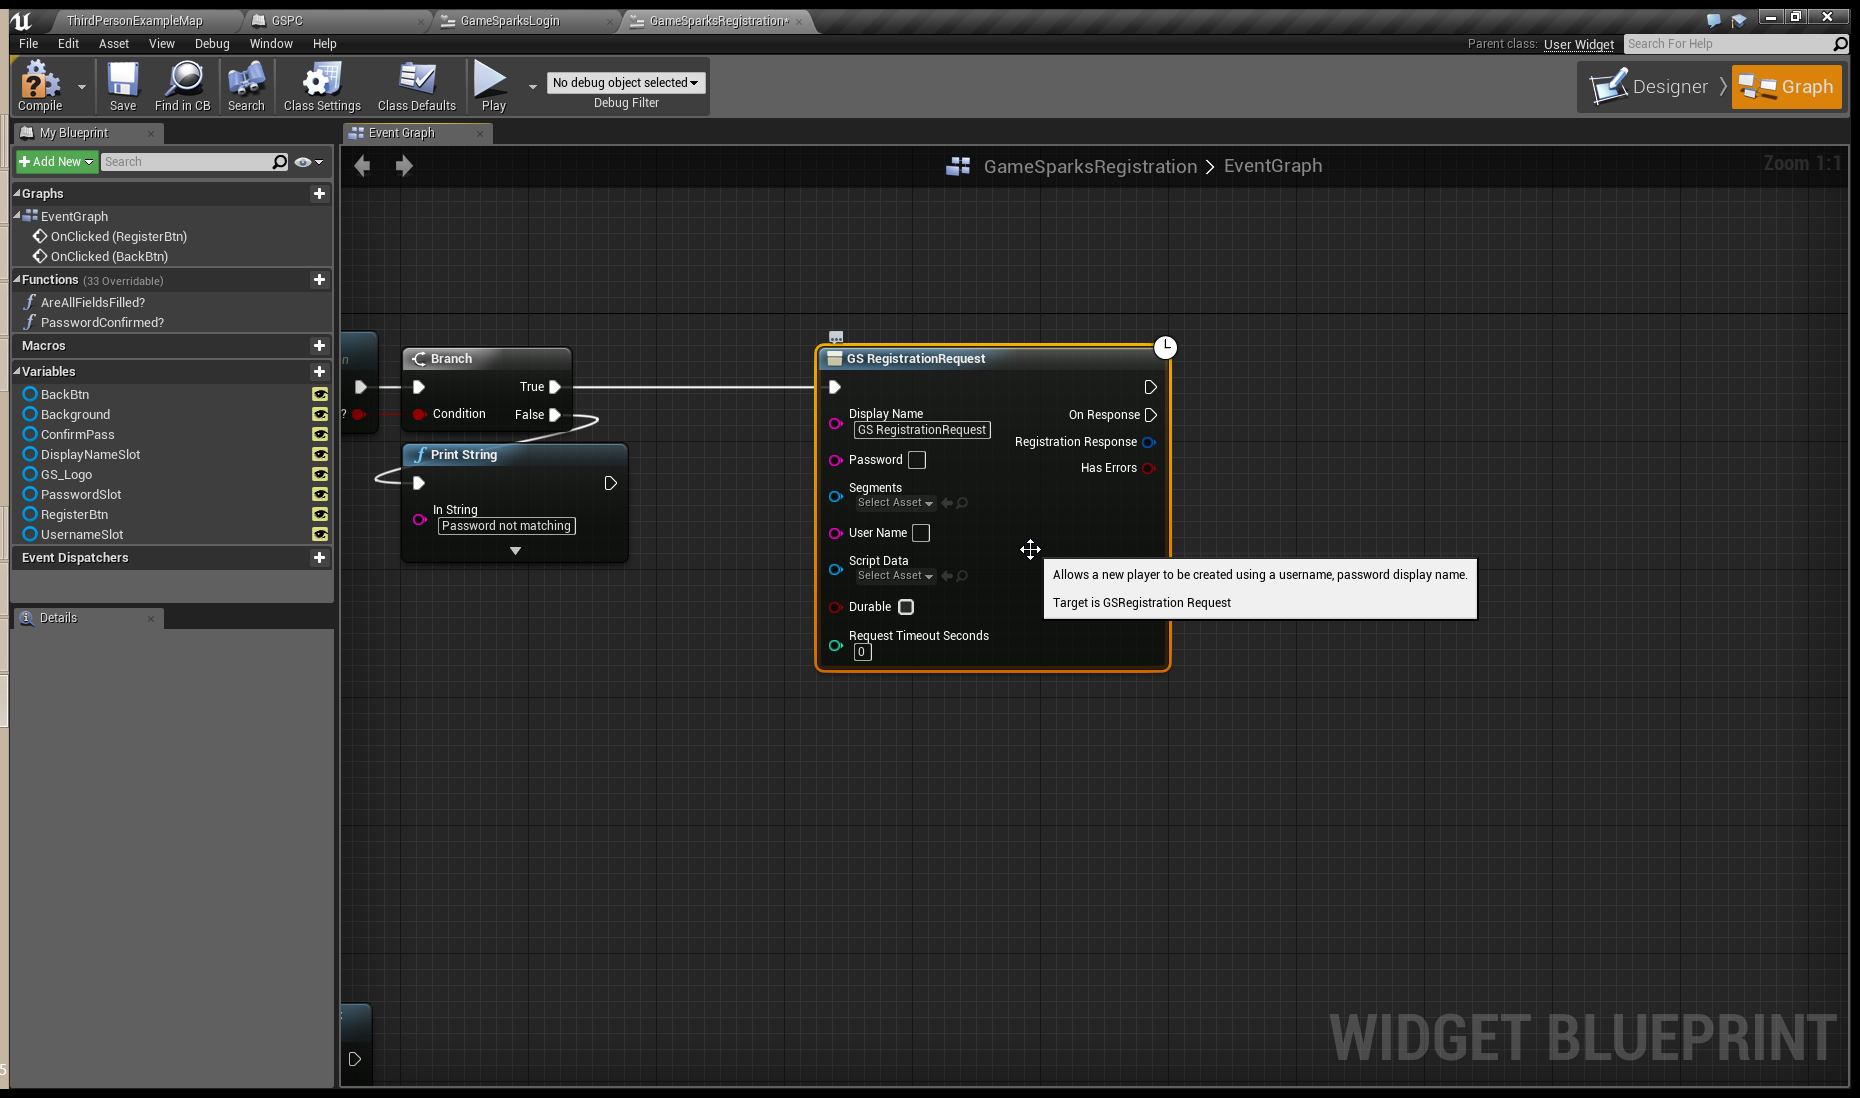 ThirdPersonExampleMap
GSPC
GameSparksLogin
GameSparksRegistration*
File Edit Asset View Debug Window Help
Parent class: User Widget
Search For Help
Compile
Save
Find in CB
Search
Class Settings
Class Defaults
Play
No debug object selected
Debug Filter
Designer
Graph
My Blueprint
Event Graph
Add New
Search
GameSparksRegistration > EventGraph
Zoom 1:1
Graphs
EventGraph
OnClicked (RegisterBtn)
OnClicked (BackBtn)
Functions (33 Overridable)
AreAllFieldsFilled?
PasswordConfirmed?
Macros
Variables
BackBtn
Background
ConfirmPass
DisplayNameSlot
GS_Logo
PasswordSlot
RegisterBtn
UsernameSlot
Event Dispatchers
Details
n
?
Branch
True
Condition
False
Print String
In String
Password not matching
GS RegistrationRequest
Display Name
GS RegistrationRequest
On Response
Registration Response
Password
Has Errors
Segments
Select Asset
User Name
Script Data
Select Asset
Durable
Request Timeout Seconds
0
Allows a new player to be created using a username, password display name.
Target is GSRegistration Request
WIDGET BLUEPRINT
5